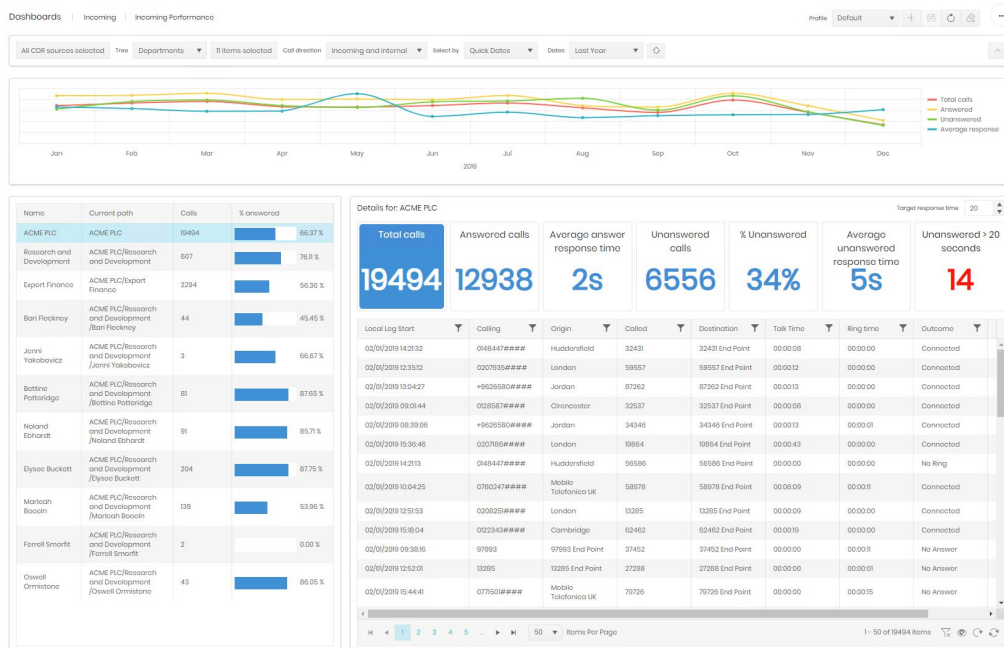 Dashboards | Incoming | Incoming Performance
Profile Default
All CDR sources selected Tree Departments 11 items selected Call direction Incoming and internal Select by Quick Dates Dates Last Year
Total calls
Answered
Unanswered
Average response
Jan Feb Mar Apr May Jun Jul Aug Sep Oct Nov Dec
2019
Name Current path Calls % answered
ACME PLC ACME PLC 19494 66.37 %
Research and Development ACME PLC/Research and Development 607 76.11 %
Export Finance ACME PLC/Export Finance 2294 56.36 %
Bari Flecknoy ACME PLC/Research and Development /Bari Flecknoy 44 45.45 %
Jenni Yakobovicz ACME PLC/Research and Development /Jenni Yakobovicz 3 66.67 %
Bettine Potteridge ACME PLC/Research and Development /Bettine Potteridge 81 87.65 %
Noland Ebhardt ACME PLC/Research and Development /Noland Ebhardt 91 85.71 %
Elysee Buckett ACME PLC/Research and Development /Elysee Buckett 204 87.75 %
Marleah Boocin ACME PLC/Research and Development /Marleah Boocin 139 53.96 %
Ferrell Smorfit ACME PLC/Research and Development /Ferrell Smorfit 2 0.00 %
Oswell Ormistone ACME PLC/Research and Development /Oswell Ormistone 43 86.05 %
Details for: ACME PLC
Target response time 20
Total calls 19494
Answered calls 12938
Average answer response time 2s
Unanswered calls 6556
% Unanswered 34%
Average unanswered response time 5s
Unanswered > 20 seconds 14
Local Log Start Calling Origin Called Destination Talk Time Ring time Outcome
02/01/2019 14:21:32 0148447#### Huddersfield 32431 32431 End Point 00:00:08 00:00:00 Connected
02/01/2019 12:35:12 0207935#### London 59557 59557 End Point 00:00:12 00:00:00 Connected
02/01/2019 13:04:27 +9626580#### Jordan 87262 87262 End Point 00:00:13 00:00:00 Connected
02/01/2019 09:01:44 0128587#### Cirencester 32537 32537 End Point 00:00:08 00:00:00 Connected
02/01/2019 08:39:06 +9626580#### Jordan 34346 34346 End Point 00:00:13 00:00:01 Connected
02/01/2019 15:36:46 0207186#### London 19864 19864 End Point 00:00:43 00:00:00 Connected
02/01/2019 14:21:13 0148447#### Huddersfield 56586 56586 End Point 00:00:00 00:00:00 No Ring
02/01/2019 10:04:25 0780247#### Mobile Telefonica UK 58978 58978 End Point 00:06:09 00:00:11 Connected
02/01/2019 12:51:53 0208251#### London 13285 13285 End Point 00:00:09 00:00:00 Connected
02/01/2019 15:18:04 0122343#### Cambridge 62462 62462 End Point 00:00:19 00:00:00 Connected
02/01/2019 09:38:16 97993 97993 End Point 37452 37452 End Point 00:00:00 00:00:11 No Answer
02/01/2019 12:52:01 13285 13285 End Point 27288 27288 End Point 00:00:00 00:00:01 No Answer
02/01/2019 15:44:41 0771501#### Mobile Telefonica UK 79726 79726 End Point 00:00:00 00:00:15 No Answer
1 2 3 4 5 ... 50 Items Per Page
1 - 50 of 19494 items